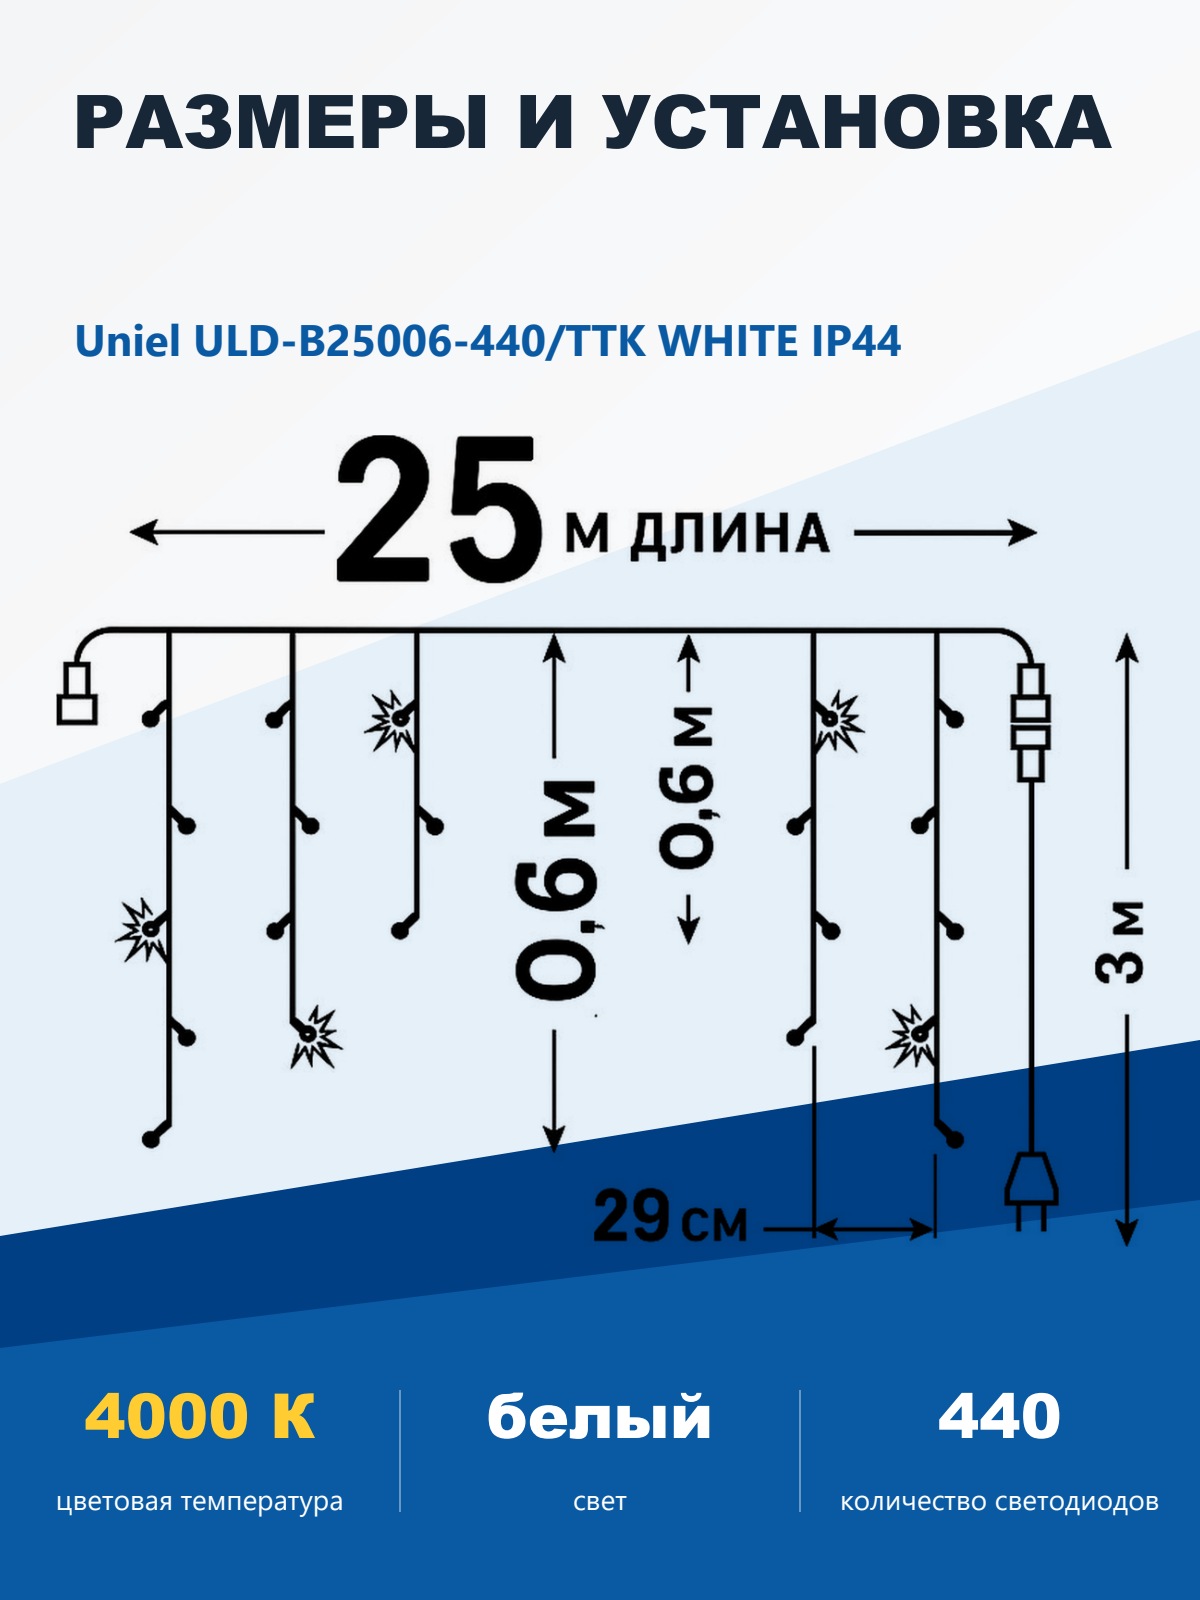 РАЗМЕРЫ И УСТАНОВКА
Uniel ULD-B25006-440/TTK WHITE IP44
25 М ДЛИНА
0,6 м
0,6 м
3 м
29 см
4000 К
цветовая температура
белый
свет
440
количество светодиодов